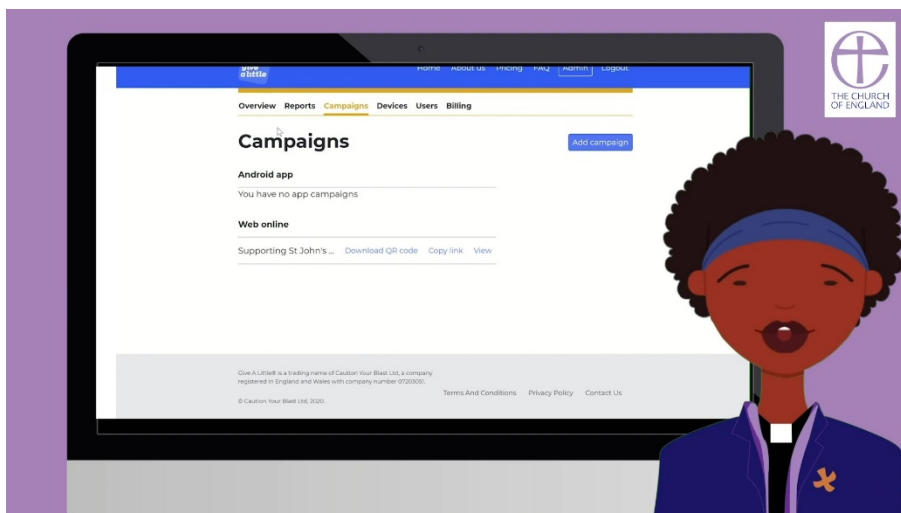 give
a little
Home About us Pricing FAQ Admin Logout
THE CHURCH
OF ENGLAND
Overview Reports Campaigns Devices Users Billing
Campaigns
Add campaign
Android app
You have no app campaigns
Web online
Supporting St John's ... Download QR code Copy link View
Give A Little® is a trading name of Caution Your Blast Ltd, a company
registered in England and Wales with company number 07203051.
Terms And Conditions Privacy Policy Contact Us
© Caution Your Blast Ltd, 2020.